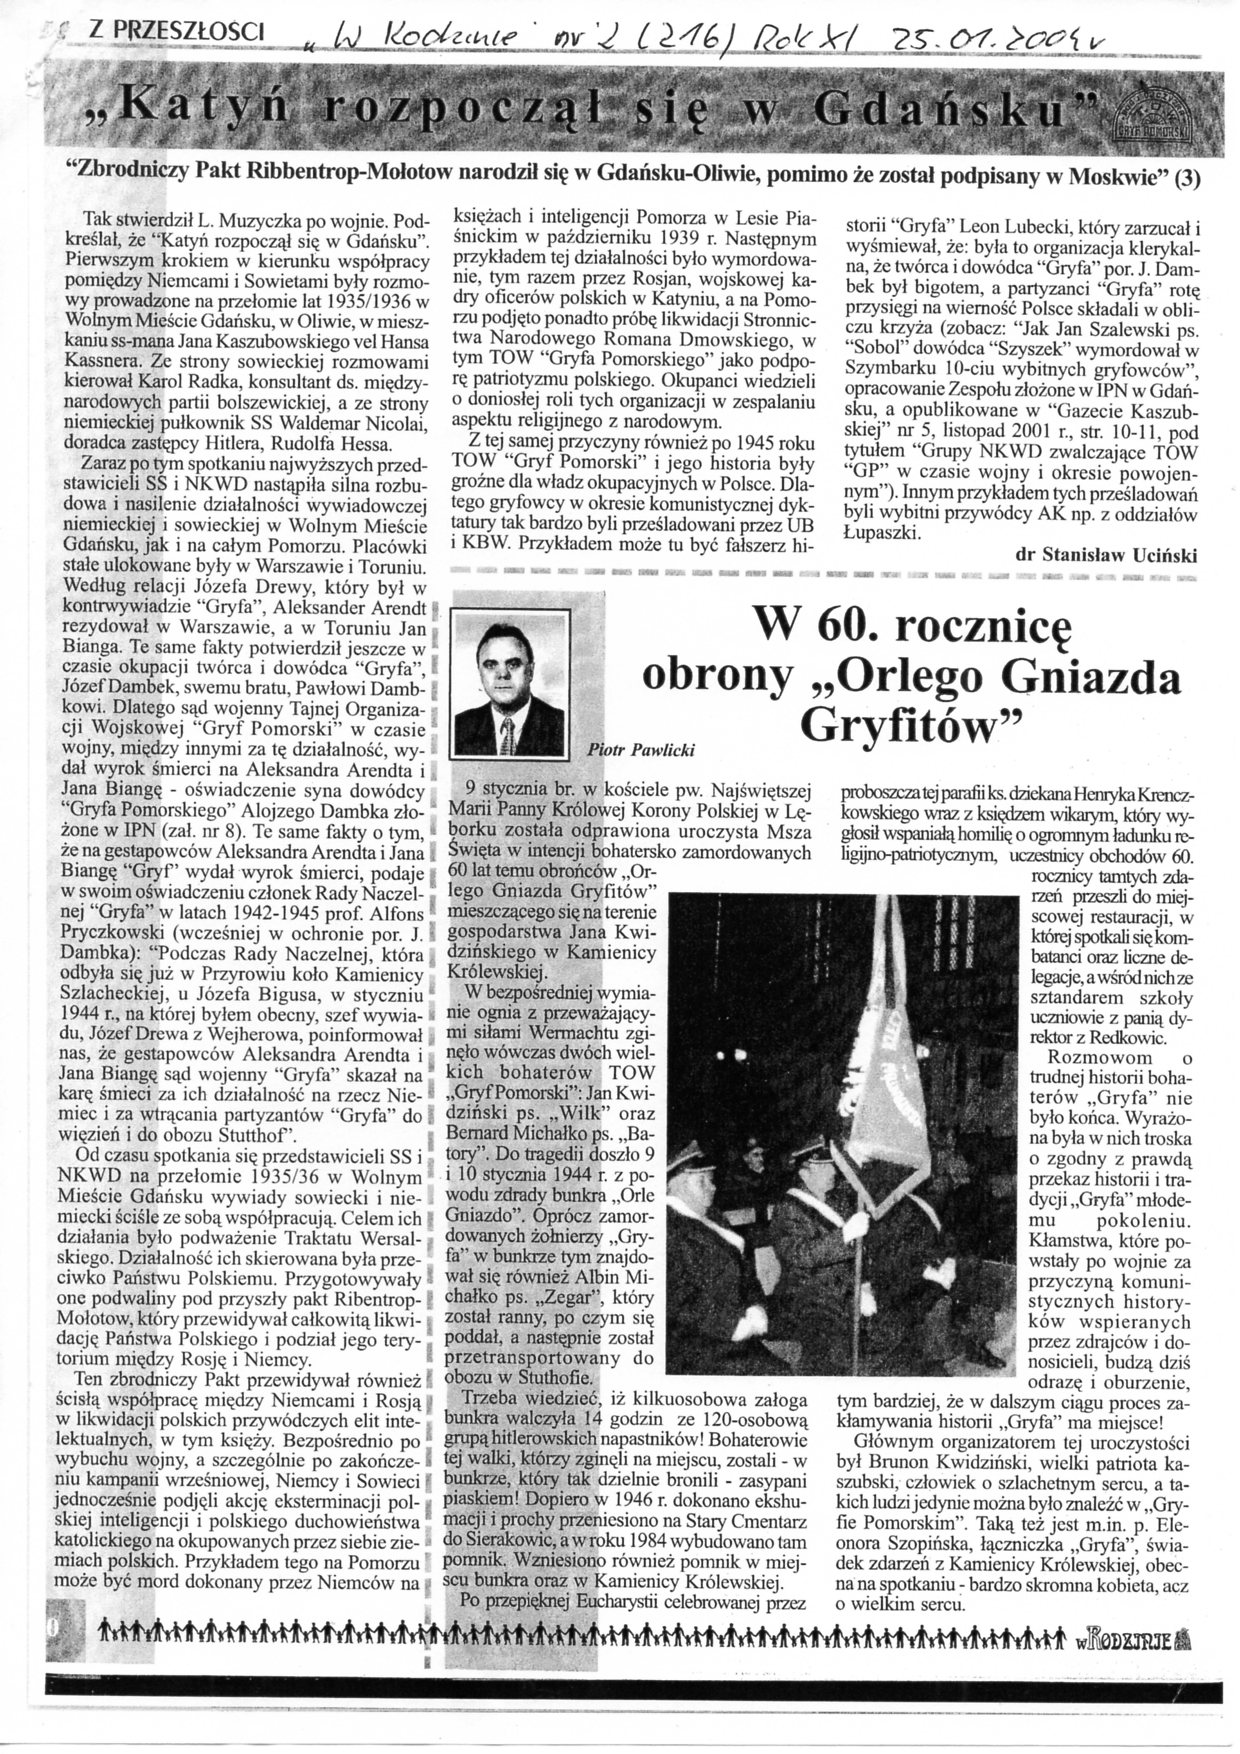 Z PRZESZŁOŚCI
„W Rodzinie" nr 2 (216) Rok XI 25.01.2004 r
„Katyń rozpoczął się w Gdańsku”
“Zbrodniczy Pakt Ribbentrop-Mołotow narodził się w Gdańsku-Oliwie, pomimo że został podpisany w Moskwie” (3)
Tak stwierdził L. Muzyczka po wojnie. Pod-
kreślał, że “Katyń rozpoczął się w Gdańsku”.
Pierwszym krokiem w kierunku współpracy
pomiędzy Niemcami i Sowietami były rozmo-
wy prowadzone na przełomie lat 1935/1936 w
Wolnym Mieście Gdańsku, w Oliwie, w miesz-
kaniu ss-mana Jana Kaszubowskiego vel Hansa
Kassnera. Ze strony sowieckiej rozmowami
kierował Karol Radka, konsultant ds. między-
narodowych partii bolszewickiej, a ze strony
niemieckiej pułkownik SS Waldemar Nicolai,
doradca zastępcy Hitlera, Rudolfa Hessa.
Zaraz po tym spotkaniu najwyższych przed-
stawicieli SS i NKWD nastąpiła silna rozbu-
dowa i nasilenie działalności wywiadowczej
niemieckiej i sowieckiej w Wolnym Mieście
Gdańsku, jak i na całym Pomorzu. Placówki
stałe ulokowane były w Warszawie i Toruniu.
Według relacji Józefa Drewy, który był w
kontrwywiadzie “Gryfa”, Aleksander Arendt
rezydował w Warszawie, a w Toruniu Jan
Bianga. Te same fakty potwierdził jeszcze w
czasie okupacji twórca i dowódca “Gryfa”,
Józef Dambek, swemu bratu, Pawłowi Damb-
kowi. Dlatego sąd wojenny Tajnej Organiza-
cji Wojskowej “Gryf Pomorski” w czasie
wojny, między innymi za tę działalność, wy-
dał wyrok śmierci na Aleksandra Arendta i
Jana Biangę - oświadczenie syna dowódcy
“Gryfa Pomorskiego” Alojzego Dambka zło-
żone w IPN (zał. nr 8). Te same fakty o tym,
że na gestapowców Aleksandra Arendta i Jana
Biangę “Gryf” wydał wyrok śmierci, podaje
w swoim oświadczeniu członek Rady Naczel-
nej “Gryfa” w latach 1942-1945 prof. Alfons
Pryczkowski (wcześniej w ochronie por. J.
Dambka): “Podczas Rady Naczelnej, która
odbyła się już w Przyrowiu koło Kamienicy
Szlacheckiej, u Józefa Bigusa, w styczniu
1944 r., na której byłem obecny, szef wywia-
du, Józef Drewa z Wejherowa, poinformował
nas, że gestapowców Aleksandra Arendta i
Jana Biangę sąd wojenny “Gryfa” skazał na
karę śmieci za ich działalność na rzecz Nie-
miec i za wtrącania partyzantów “Gryfa” do
więzień i do obozu Stutthof”.
Od czasu spotkania się przedstawicieli SS i
NKWD na przełomie 1935/36 w Wolnym
Mieście Gdańsku wywiady sowiecki i nie-
miecki ściśle ze sobą współpracują. Celem ich
działania było podważenie Traktatu Wersal-
skiego. Działalność ich skierowana była prze-
ciwko Państwu Polskiemu. Przygotowywały
one podwaliny pod przyszły pakt Ribentrop-
Mołotow, który przewidywał całkowitą likwi-
dację Państwa Polskiego i podział jego tery-
torium między Rosję i Niemcy.
Ten zbrodniczy Pakt przewidywał również
ścisłą współpracę między Niemcami i Rosją
w likwidacji polskich przywódczych elit inte-
lektualnych, w tym księży. Bezpośrednio po
wybuchu wojny, a szczególnie po zakończe-
niu kampanii wrześniowej, Niemcy i Sowieci
jednocześnie podjęli akcję eksterminacji pol-
skiej inteligencji i polskiego duchowieństwa
katolickiego na okupowanych przez siebie zie-
miach polskich. Przykładem tego na Pomorzu
może być mord dokonany przez Niemców na
księżach i inteligencji Pomorza w Lesie Pia-
śnickim w październiku 1939 r. Następnym
przykładem tej działalności było wymordowa-
nie, tym razem przez Rosjan, wojskowej ka-
dry oficerów polskich w Katyniu, a na Pomo-
rzu podjęto ponadto próbę likwidacji Stronnic-
twa Narodowego Romana Dmowskiego, w
tym TOW “Gryfa Pomorskiego” jako podpo-
rę patriotyzmu polskiego. Okupanci wiedzieli
o doniosłej roli tych organizacji w zespalaniu
aspektu religijnego z narodowym.
Z tej samej przyczyny również po 1945 roku
TOW “Gryf Pomorski” i jego historia były
groźne dla władz okupacyjnych w Polsce. Dla-
tego gryfowcy w okresie komunistycznej dyk-
tatury tak bardzo byli prześladowani przez UB
i KBW. Przykładem może tu być fałszerz hi-
storii “Gryfa” Leon Lubecki, który zarzucał i
wyśmiewał, że: była to organizacja klerykal-
na, że twórca i dowódca “Gryfa” por. J. Dam-
bek był bigotem, a partyzanci “Gryfa” rotę
przysięgi na wierność Polsce składali w obli-
czu krzyża (zobacz: “Jak Jan Szalewski ps.
“Sobol” dowódca “Szyszek” wymordował w
Szymbarku 10-ciu wybitnych gryfowców”,
opracowanie Zespołu złożone w IPN w Gdań-
sku, a opublikowane w “Gazecie Kaszub-
skiej” nr 5, listopad 2001 r., str. 10-11, pod
tytułem “Grupy NKWD zwalczające TOW
“GP” w czasie wojny i okresie powojen-
nym”). Innym przykładem tych prześladowań
byli wybitni przywódcy AK np. z oddziałów
Łupaszki.
dr Stanisław Uciński
W 60. rocznicę
obrony „Orlego Gniazda
Gryfitów”
Piotr Pawlicki
9 stycznia br. w kościele pw. Najświętszej
Marii Panny Królowej Korony Polskiej w Lę-
borku została odprawiona uroczysta Msza
Święta w intencji bohatersko zamordowanych
60 lat temu obrońców „Or-
lego Gniazda Gryfitów”
mieszczącego się na terenie
gospodarstwa Jana Kwi-
dzińskiego w Kamienicy
Królewskiej.
W bezpośredniej wymia-
nie ognia z przeważający-
mi siłami Wermachtu zgi-
nęło wówczas dwóch wiel-
kich bohaterów TOW
„Gryf Pomorski”: Jan Kwi-
dziński ps. „Wilk” oraz
Bernard Michałko ps. „Ba-
tory”. Do tragedii doszło 9
i 10 stycznia 1944 r. z po-
wodu zdrady bunkra „Orle
Gniazdo”. Oprócz zamor-
dowanych żołnierzy „Gry-
fa” w bunkrze tym znajdo-
wał się również Albin Mi-
chałko ps. „Zegar”, który
został ranny, po czym się
poddał, a następnie został
przetransportowany do
obozu w Stuthofie.
Trzeba wiedzieć, iż kilkuosobowa załoga
bunkra walczyła 14 godzin ze 120-osobową
grupą hitlerowskich napastników! Bohaterowie
tej walki, którzy zginęli na miejscu, zostali - w
bunkrze, który tak dzielnie bronili - zasypani
piaskiem! Dopiero w 1946 r. dokonano ekshu-
macji i prochy przeniesiono na Stary Cmentarz
do Sierakowic, a w roku 1984 wybudowano tam
pomnik. Wzniesiono również pomnik w miej-
scu bunkra oraz w Kamienicy Królewskiej.
Po przepięknej Eucharystii celebrowanej przez
proboszcza tej parafii ks. dziekana Henryka Krencz-
kowskiego wraz z księdzem wikarym, który wy-
głosił wspaniałą homilię o ogromnym ładunku re-
ligijno-patriotycznym, uczestnicy obchodów 60.
rocznicy tamtych zda-
rzeń przeszli do miej-
scowej restauracji, w
której spotkali się kom-
batanci oraz liczne de-
legacje, a wśród nich ze
sztandarem szkoły
uczniowie z panią dy-
rektor z Redkowic.
Rozmowom o
trudnej historii boha-
terów „Gryfa” nie
było końca. Wyrażo-
na była w nich troska
o zgodny z prawdą
przekaz historii i tra-
dycji „Gryfa” młode-
mu pokoleniu.
Kłamstwa, które po-
wstały po wojnie za
przyczyną komuni-
stycznych history-
ków wspieranych
przez zdrajców i do-
nosicieli, budzą dziś
odrazę i oburzenie,
tym bardziej, że w dalszym ciągu proces za-
kłamywania historii „Gryfa” ma miejsce!
Głównym organizatorem tej uroczystości
był Brunon Kwidziński, wielki patriota ka-
szubski, człowiek o szlachetnym sercu, a ta-
kich ludzi jedynie można było znaleźć w „Gry-
fie Pomorskim”. Taką też jest m.in. p. Ele-
onora Szopińska, łączniczka „Gryfa”, świa-
dek zdarzeń z Kamienicy Królewskiej, obec-
na na spotkaniu - bardzo skromna kobieta, acz
o wielkim sercu.
wRODZINIE